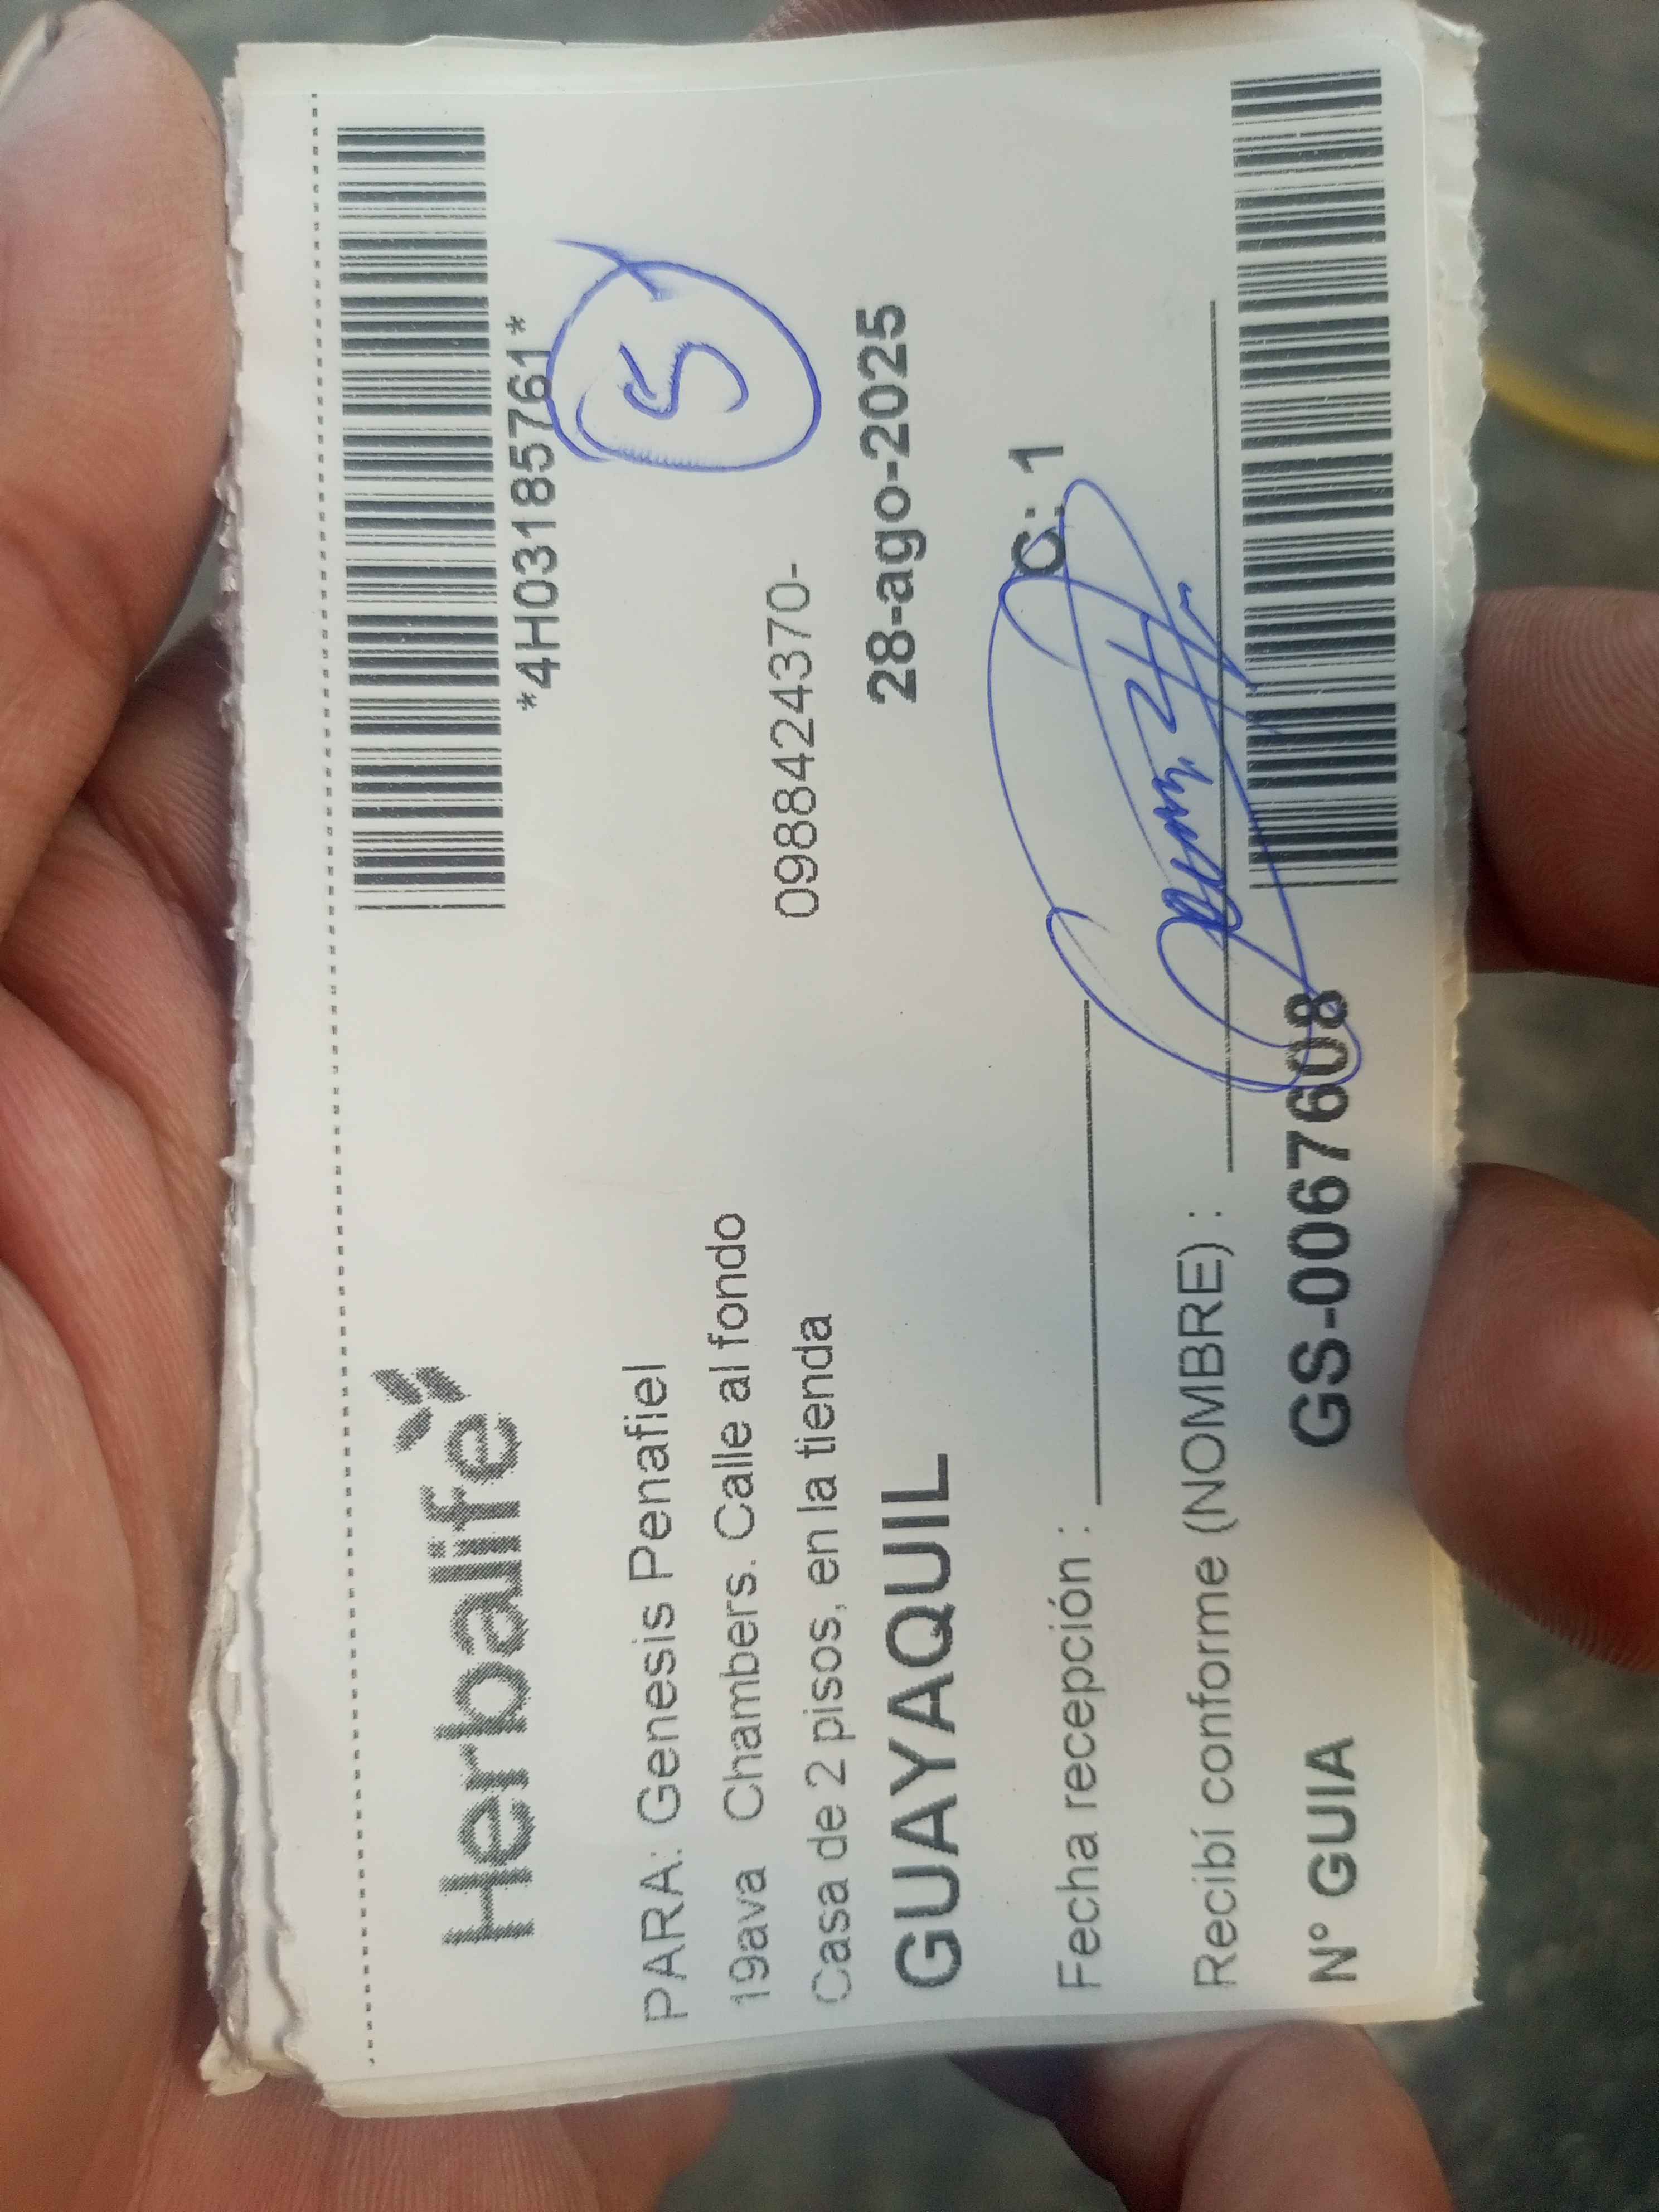 Herbalife
*4H03185761*
5
PARA: Genesis Penafiel
19ava Chambers. Calle al fondo
0988424370-
Casa de 2 pisos, en la tienda
GUAYAQUIL
28-ago-2025
C: 1
Fecha recepción :
Recibí conforme (NOMBRE) :
N° GUIA GS-0067608